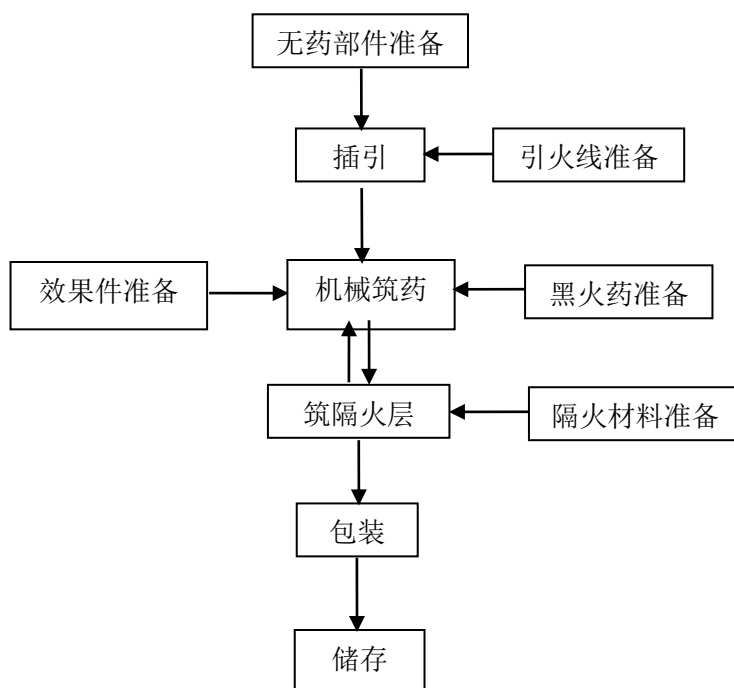 无药部件准备
插引
引火线准备
效果件准备
机械筑药
黑火药准备
筑隔火层
隔火材料准备
包装
储存